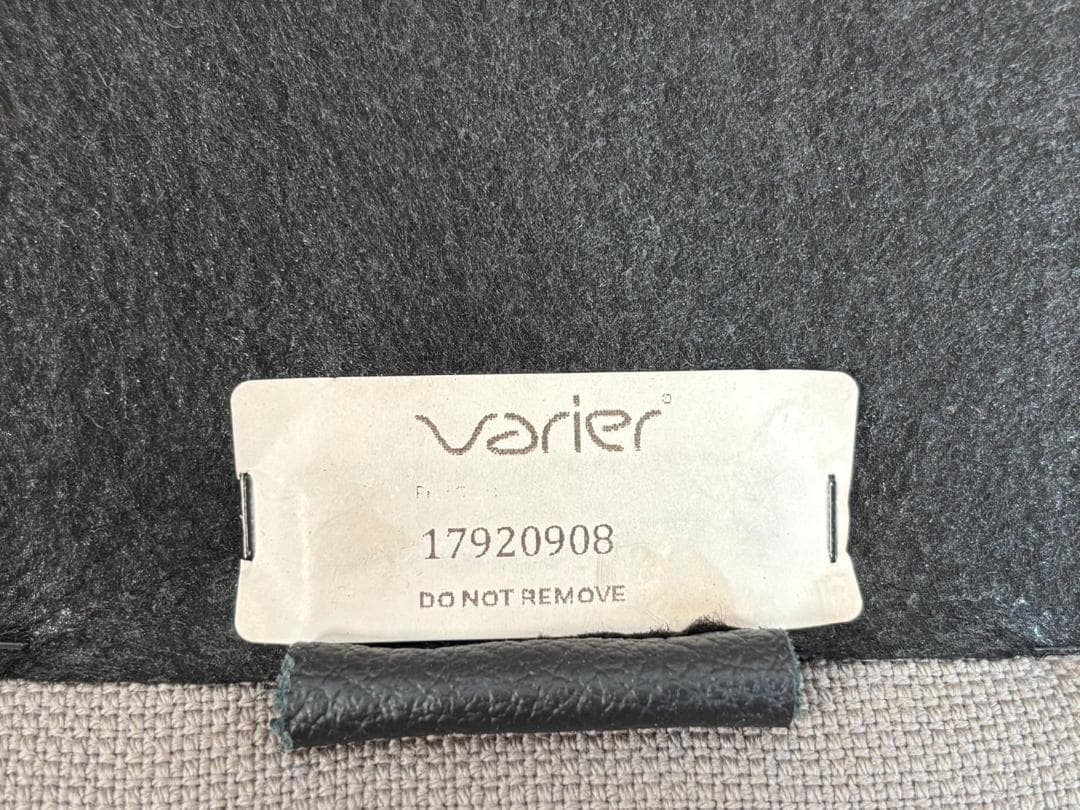 varier®
17920908
DO NOT REMOVE